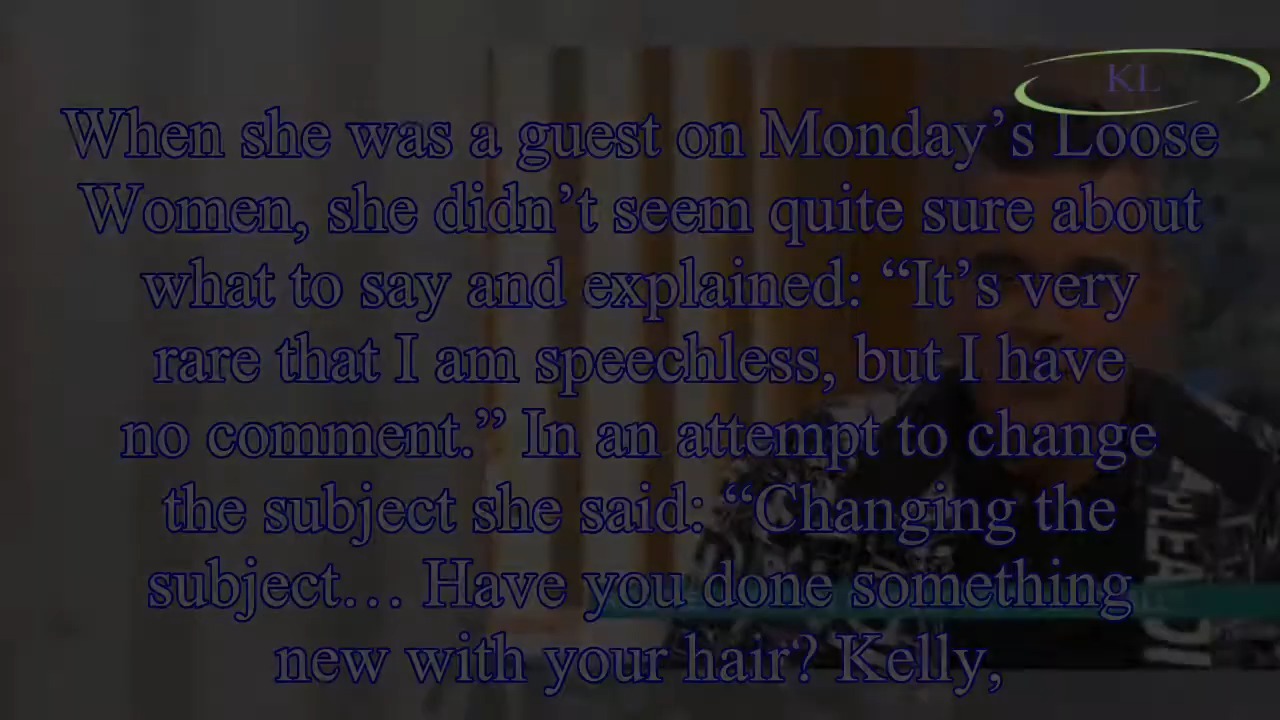 KL
When she was a guest on Monday’s Loose
Women, she didn’t seem quite sure about
what to say and explained: “It’s very
rare that I am speechless, but I have
no comment.” In an attempt to change
the subject she said: “Changing the
subject… Have you done something
new with your hair? Kelly,